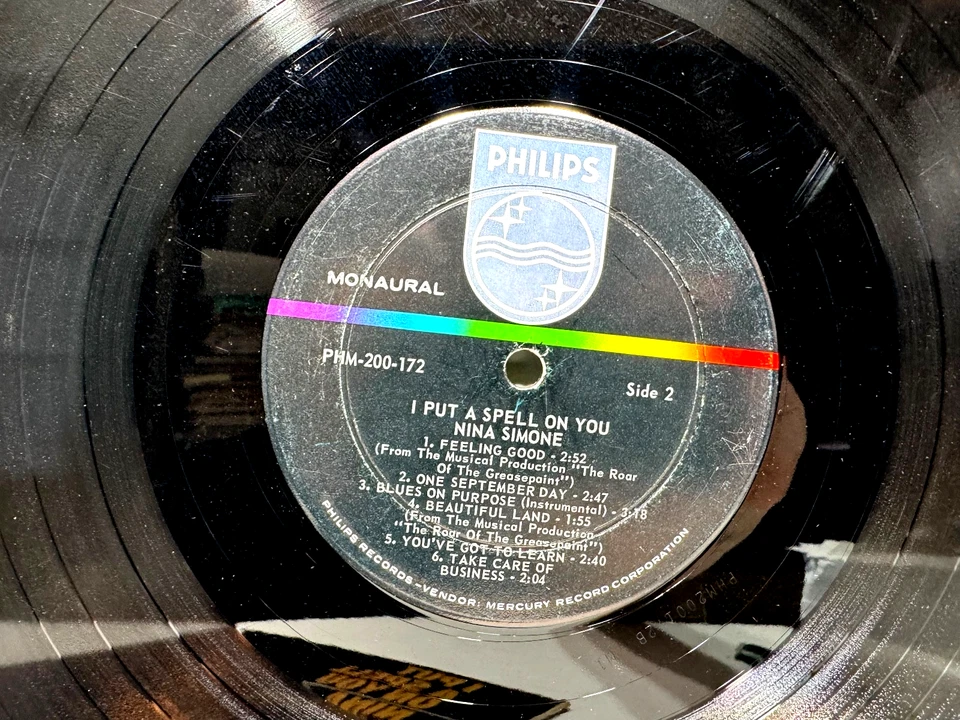 PHILIPS
MONAURAL
PHM-200-172
Side 2
I PUT A SPELL ON YOU
NINA SIMONE
1. FEELING GOOD - 2:52
(From The Musical Production "The Roar
Of The Greasepaint")
2. ONE SEPTEMBER DAY - 2:47
3. BLUES ON PURPOSE (Instrumental) - 3:18
4. BEAUTIFUL LAND - 1:55
(From The Musical Production
"The Roar Of The Greasepaint")
5. YOU'VE GOT TO LEARN - 2:40
6. TAKE CARE OF
BUSINESS - 2:04
PHILIPS RECORDS - VENDOR: MERCURY RECORD CORPORATION